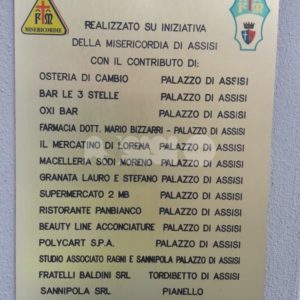 MISERICORDIE
REALIZZATO SU INIZIATIVA
DELLA MISERICORDIA DI ASSISI
CON IL CONTRIBUTO DI:
OSTERIA DI CAMBIO PALAZZO DI ASSISI
BAR LE 3 STELLE PALAZZO DI ASSISI
OXI BAR PALAZZO DI ASSISI
FARMACIA DOTT. MARIO BIZZARRI - PALAZZO DI ASSISI
IL MERCATINO DI LORENA PALAZZO DI ASSISI
MACELLERIA SODI MORENO PALAZZO DI ASSISI
GRANATA LAURO E STEFANO PALAZZO DI ASSISI
SUPERMERCATO 2 MB PALAZZO DI ASSISI
RISTORANTE PANBIANCO PALAZZO DI ASSISI
BEAUTY LINE ACCONCIATURE PALAZZO DI ASSISI
POLYCART S.P.A. PALAZZO DI ASSISI
STUDIO ASSOCIATO RAGNI E SANNIPOLA PALAZZO DI ASSISI
FRATELLI BALDINI SRL TORDIBETTO DI ASSISI
SANNIPOLA SRL PIANELLO